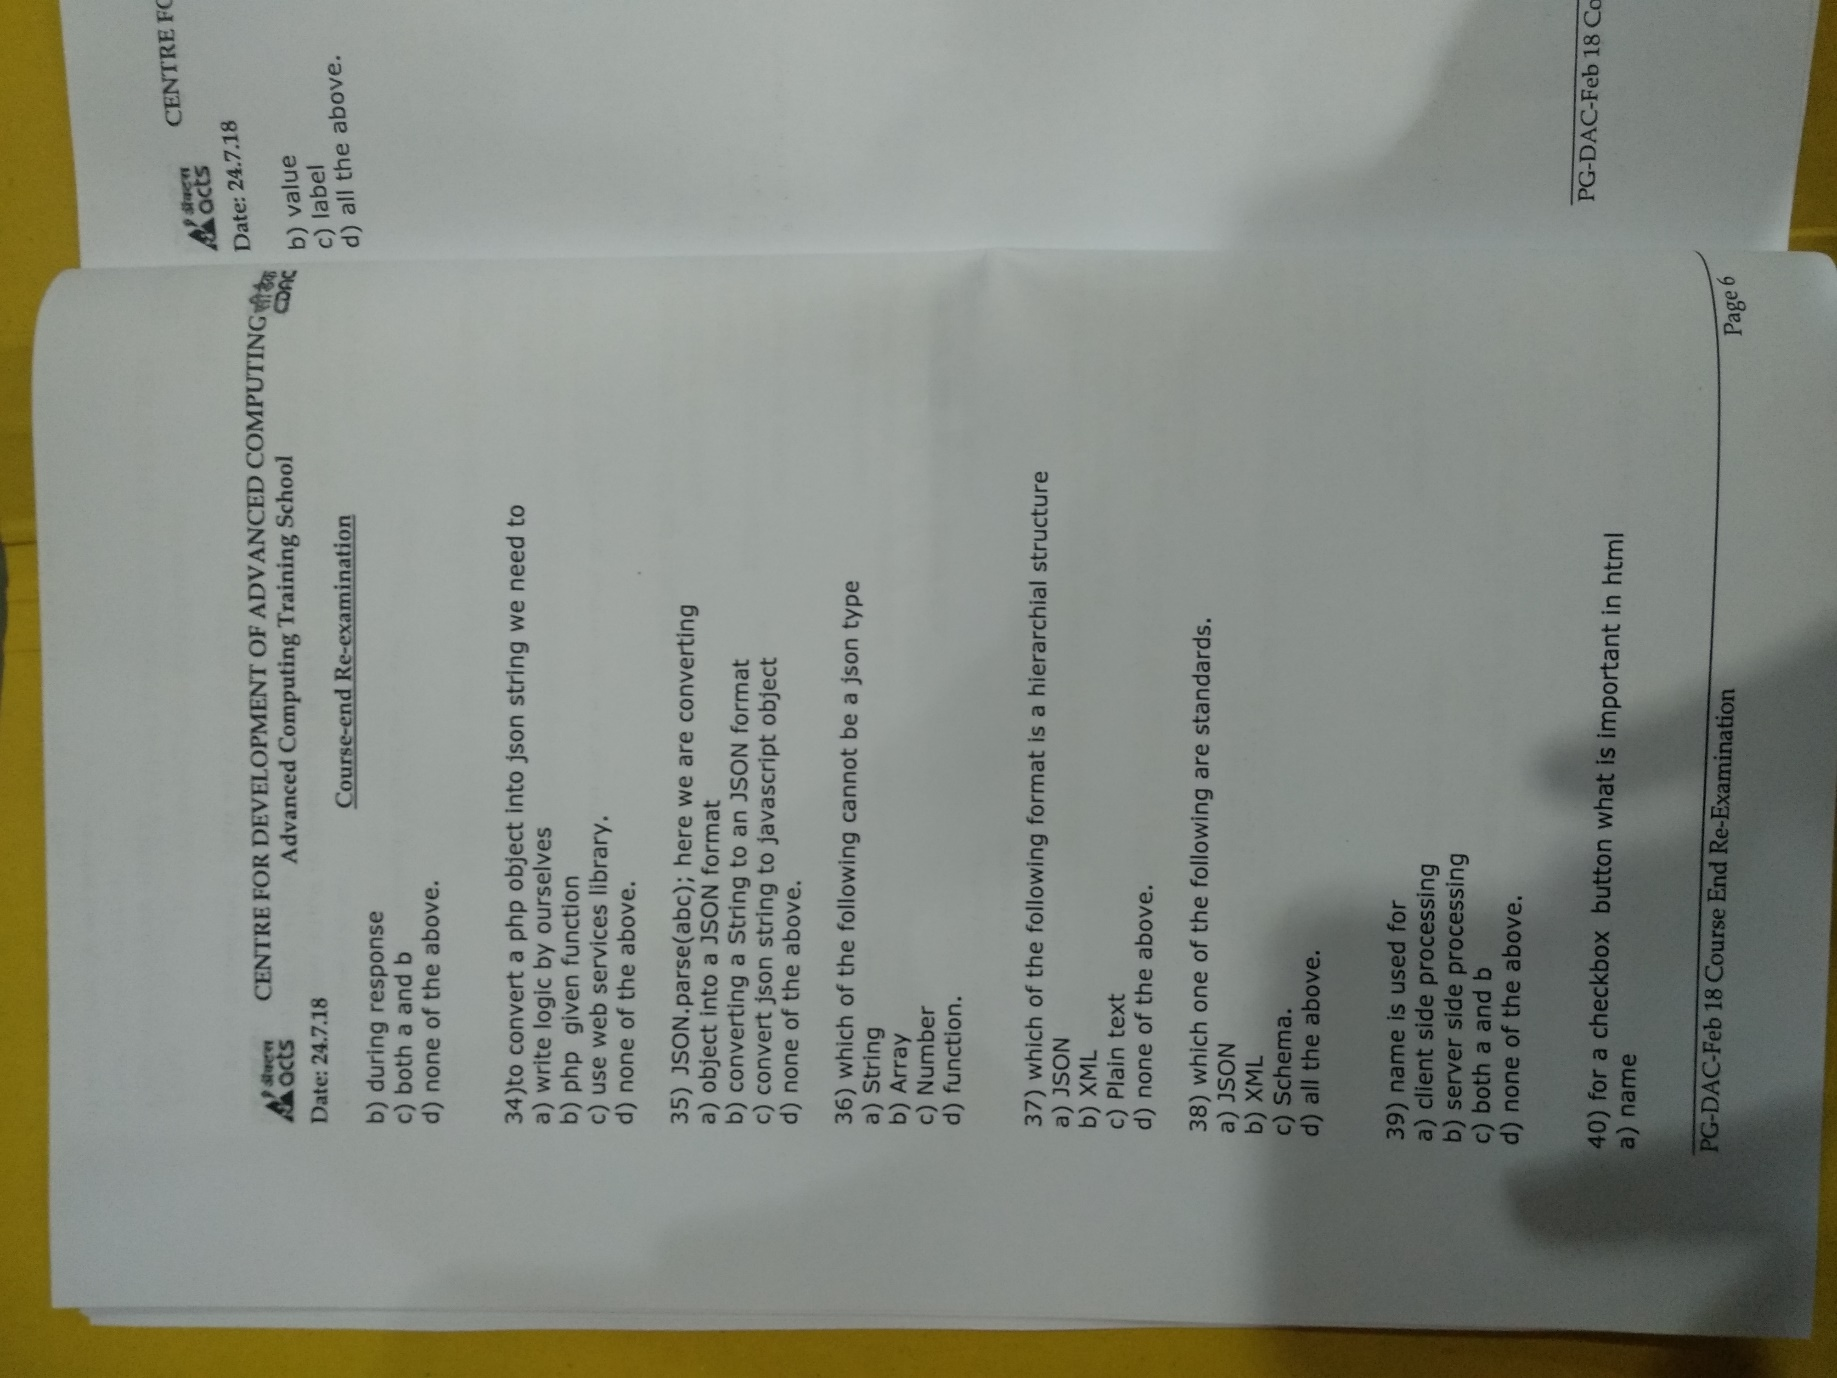 ऐक्ट्स
acts
CENTRE FOR DEVELOPMENT OF ADVANCED COMPUTING
Advanced Computing Training School
सीडैक
CDAC
Date: 24.7.18
Course-end Re-examination
b) during response
c) both a and b
d) none of the above.
34)to convert a php object into json string we need to
a) write logic by ourselves
b) php given function
c) use web services library.
d) none of the above.
35) JSON.parse(abc); here we are converting
a) object into a JSON format
b) converting a String to an JSON format
c) convert json string to javascript object
d) none of the above.
36) which of the following cannot be a json type
a) String
b) Array
c) Number
d) function.
37) which of the following format is a hierarchial structure
a) JSON
b) XML
c) Plain text
d) none of the above.
38) which one of the following are standards.
a) JSON
b) XML
c) Schema.
d) all the above.
39) name is used for
a) client side processing
b) server side processing
c) both a and b
d) none of the above.
40) for a checkbox button what is important in html
a) name
PG-DAC-Feb 18 Course End Re-Examination
Page 6
ऐक्ट्स
acts
CENTRE FO
Date: 24.7.18
b) value
c) label
d) all the above.
PG-DAC-Feb 18 Co